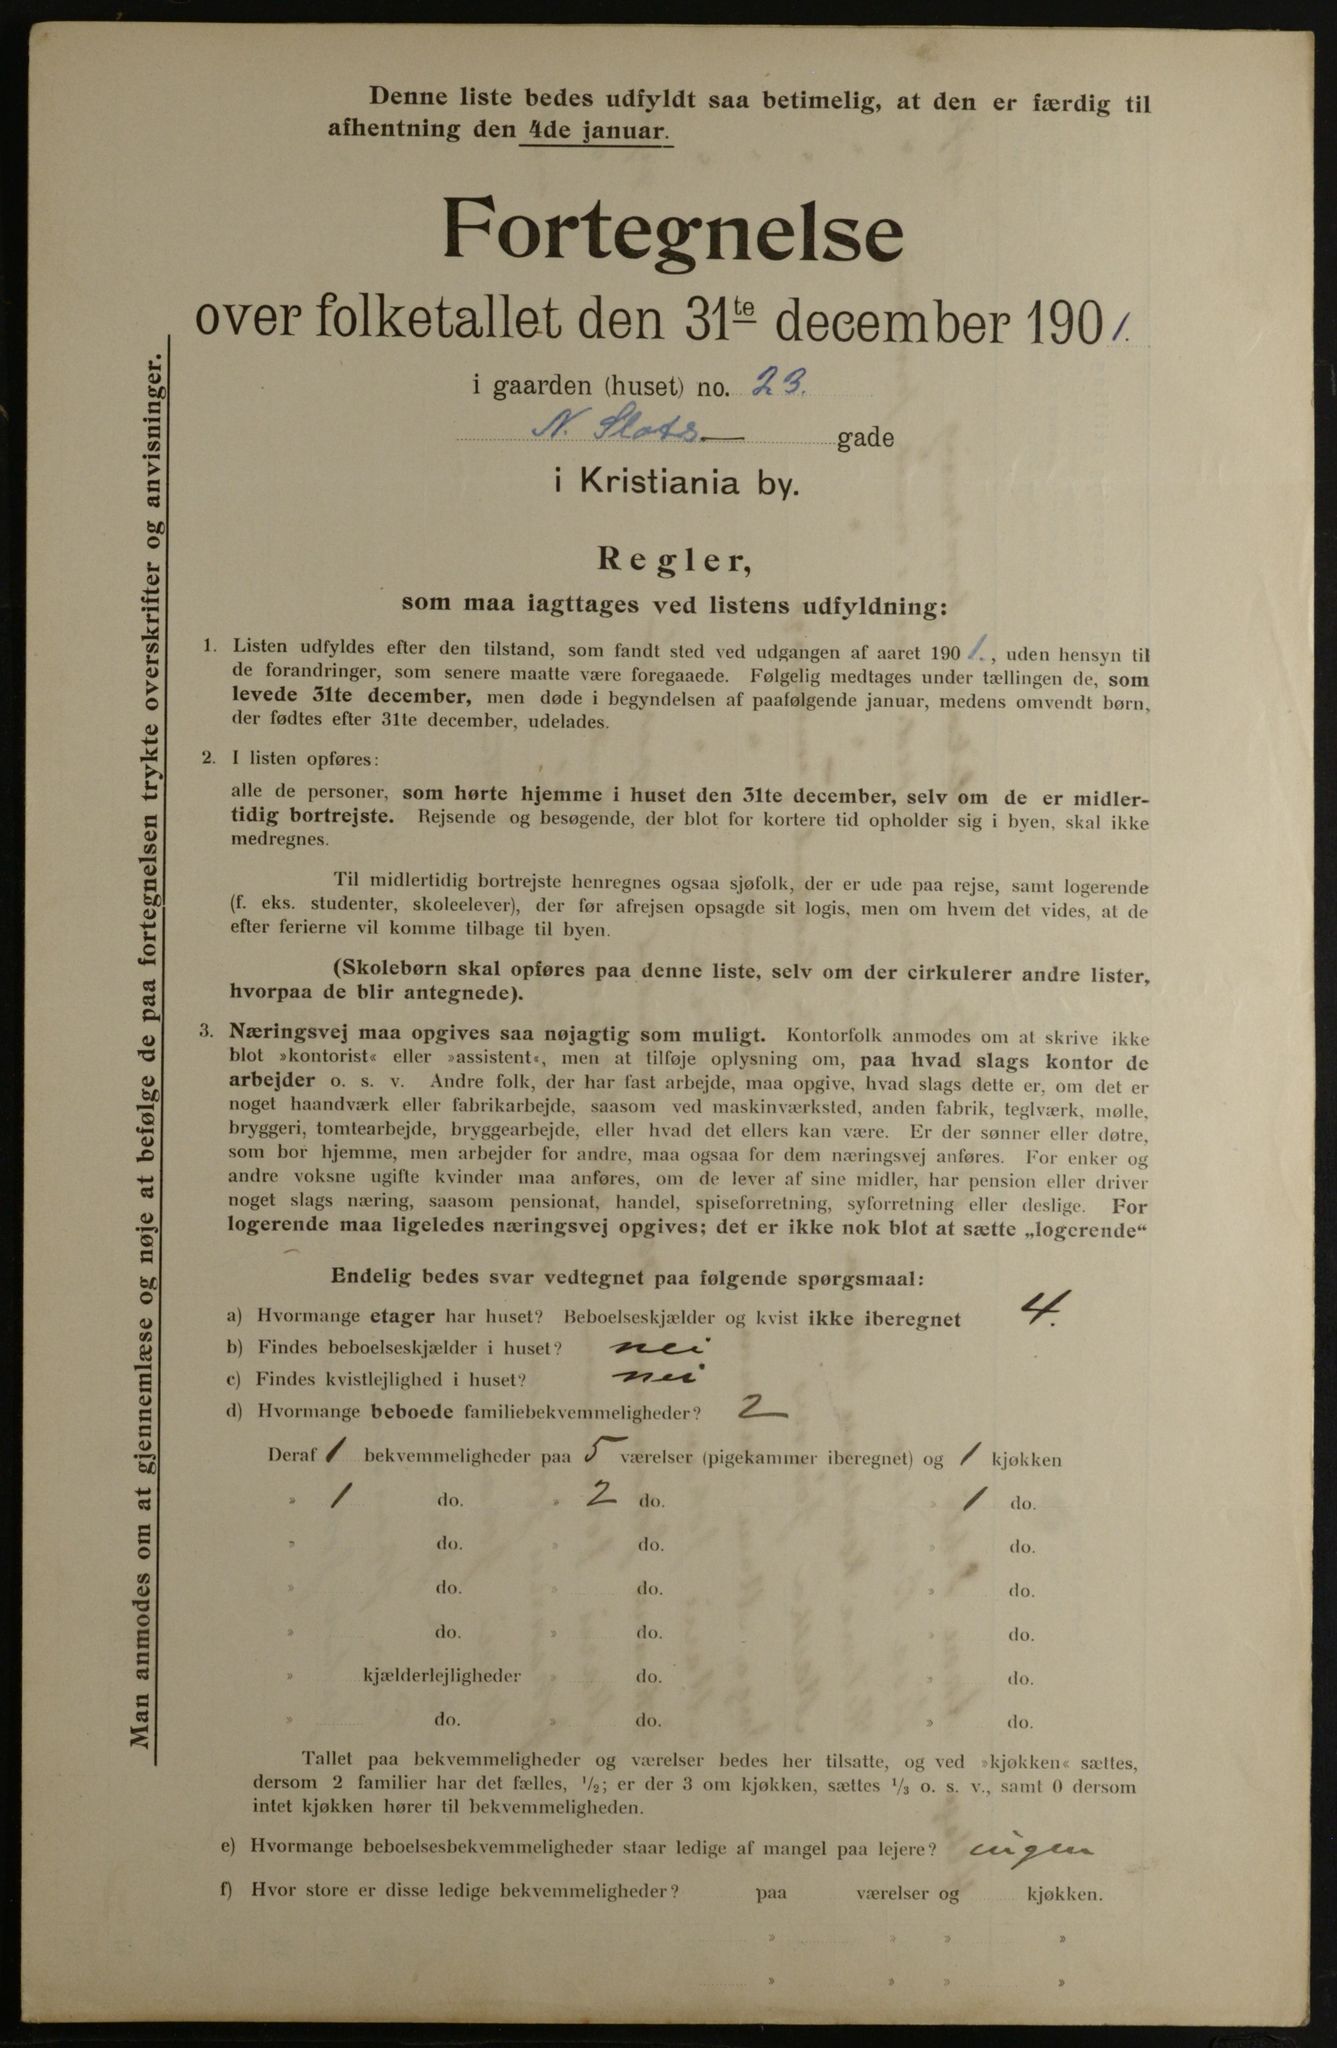 Denne liste bedes udfyldt saa betimelig, at den er færdig til
afhentning den 4de januar.
Fortegnelse
over folketallet den 31te december 1901.
i gaarden (huset) no. 23.
N. Slots— gade
i Kristiania by.
Regler,
som maa iagttages ved listens udfyldning:
1. Listen udfyldes efter den tilstand, som fandt sted ved udgangen af aaret 1901., uden hensyn til
de forandringer, som senere maatte være foregaaede. Følgelig medtages under tællingen de, som
levede 31te december, men døde i begyndelsen af paafølgende januar, medens omvendt børn,
der fødtes efter 31te december, udelades.
2. I listen opføres:
alle de personer, som hørte hjemme i huset den 31te december, selv om de er midler-
tidig bortrejste. Rejsende og besøgende, der blot for kortere tid opholder sig i byen, skal ikke
medregnes.
Til midlertidig bortrejste henregnes ogsaa sjøfolk, der er ude paa rejse, samt logerende
(f. eks. studenter, skoleelever), der før afrejsen opsagde sit logis, men om hvem det vides, at de
efter ferierne vil komme tilbage til byen.
(Skolebørn skal opføres paa denne liste, selv om der cirkulerer andre lister,
hvorpaa de blir antegnede).
3. Næringsvej maa opgives saa nøjagtig som muligt. Kontorfolk anmodes om at skrive ikke
blot »kontorist« eller »assistent«, men at tilføje oplysning om, paa hvad slags kontor de
arbejder o. s. v. Andre folk, der har fast arbejde, maa opgive, hvad slags dette er, om det er
noget haandværk eller fabrikarbejde, saasom ved maskinværksted, anden fabrik, teglværk, mølle,
bryggeri, tomtearbejde, bryggearbejde, eller hvad det ellers kan være. Er der sønner eller døtre,
som bor hjemme, men arbejder for andre, maa ogsaa for dem næringsvej anføres. For enker og
andre voksne ugifte kvinder maa anføres, om de lever af sine midler, har pension eller driver
noget slags næring, saasom pensionat, handel, spiseforretning, syforretning eller deslige. For
logerende maa ligeledes næringsvej opgives; det er ikke nok blot at sætte „logerende“
Endelig bedes svar vedtegnet paa følgende spørgsmaal:
a) Hvormange etager har huset? Beboelseskjælder og kvist ikke iberegnet 4.
b) Findes beboelseskjælder i huset? nei
c) Findes kvistlejlighed i huset? nei
d) Hvormange beboede familiebekvemmeligheder? 2
Deraf 1 bekvemmeligheder paa 5 værelser (pigekammer iberegnet) og 1 kjøkken
» 1 do. » 2 do. » 1 do.
» do. » do. » do.
» do. » do. » do.
» do. » do. » do.
» kjælderlejligheder » do. » do.
» do. » do. » do.
Tallet paa bekvemmeligheder og værelser bedes her tilsatte, og ved »kjøkken« sættes,
dersom 2 familier har det fælles, 1/2; er der 3 om kjøkken, sættes 1/3 o. s. v., samt 0 dersom
intet kjøkken hører til bekvemmeligheden.
e) Hvormange beboelsesbekvemmeligheder staar ledige af mangel paa lejere? ingen
f) Hvor store er disse ledige bekvemmeligheder? paa værelser og kjøkken.
» » » »
» » » »
Man anmodes om at gjennemlæse og nøje at befølge de paa fortegnelsen trykte overskrifter og anvisninger.